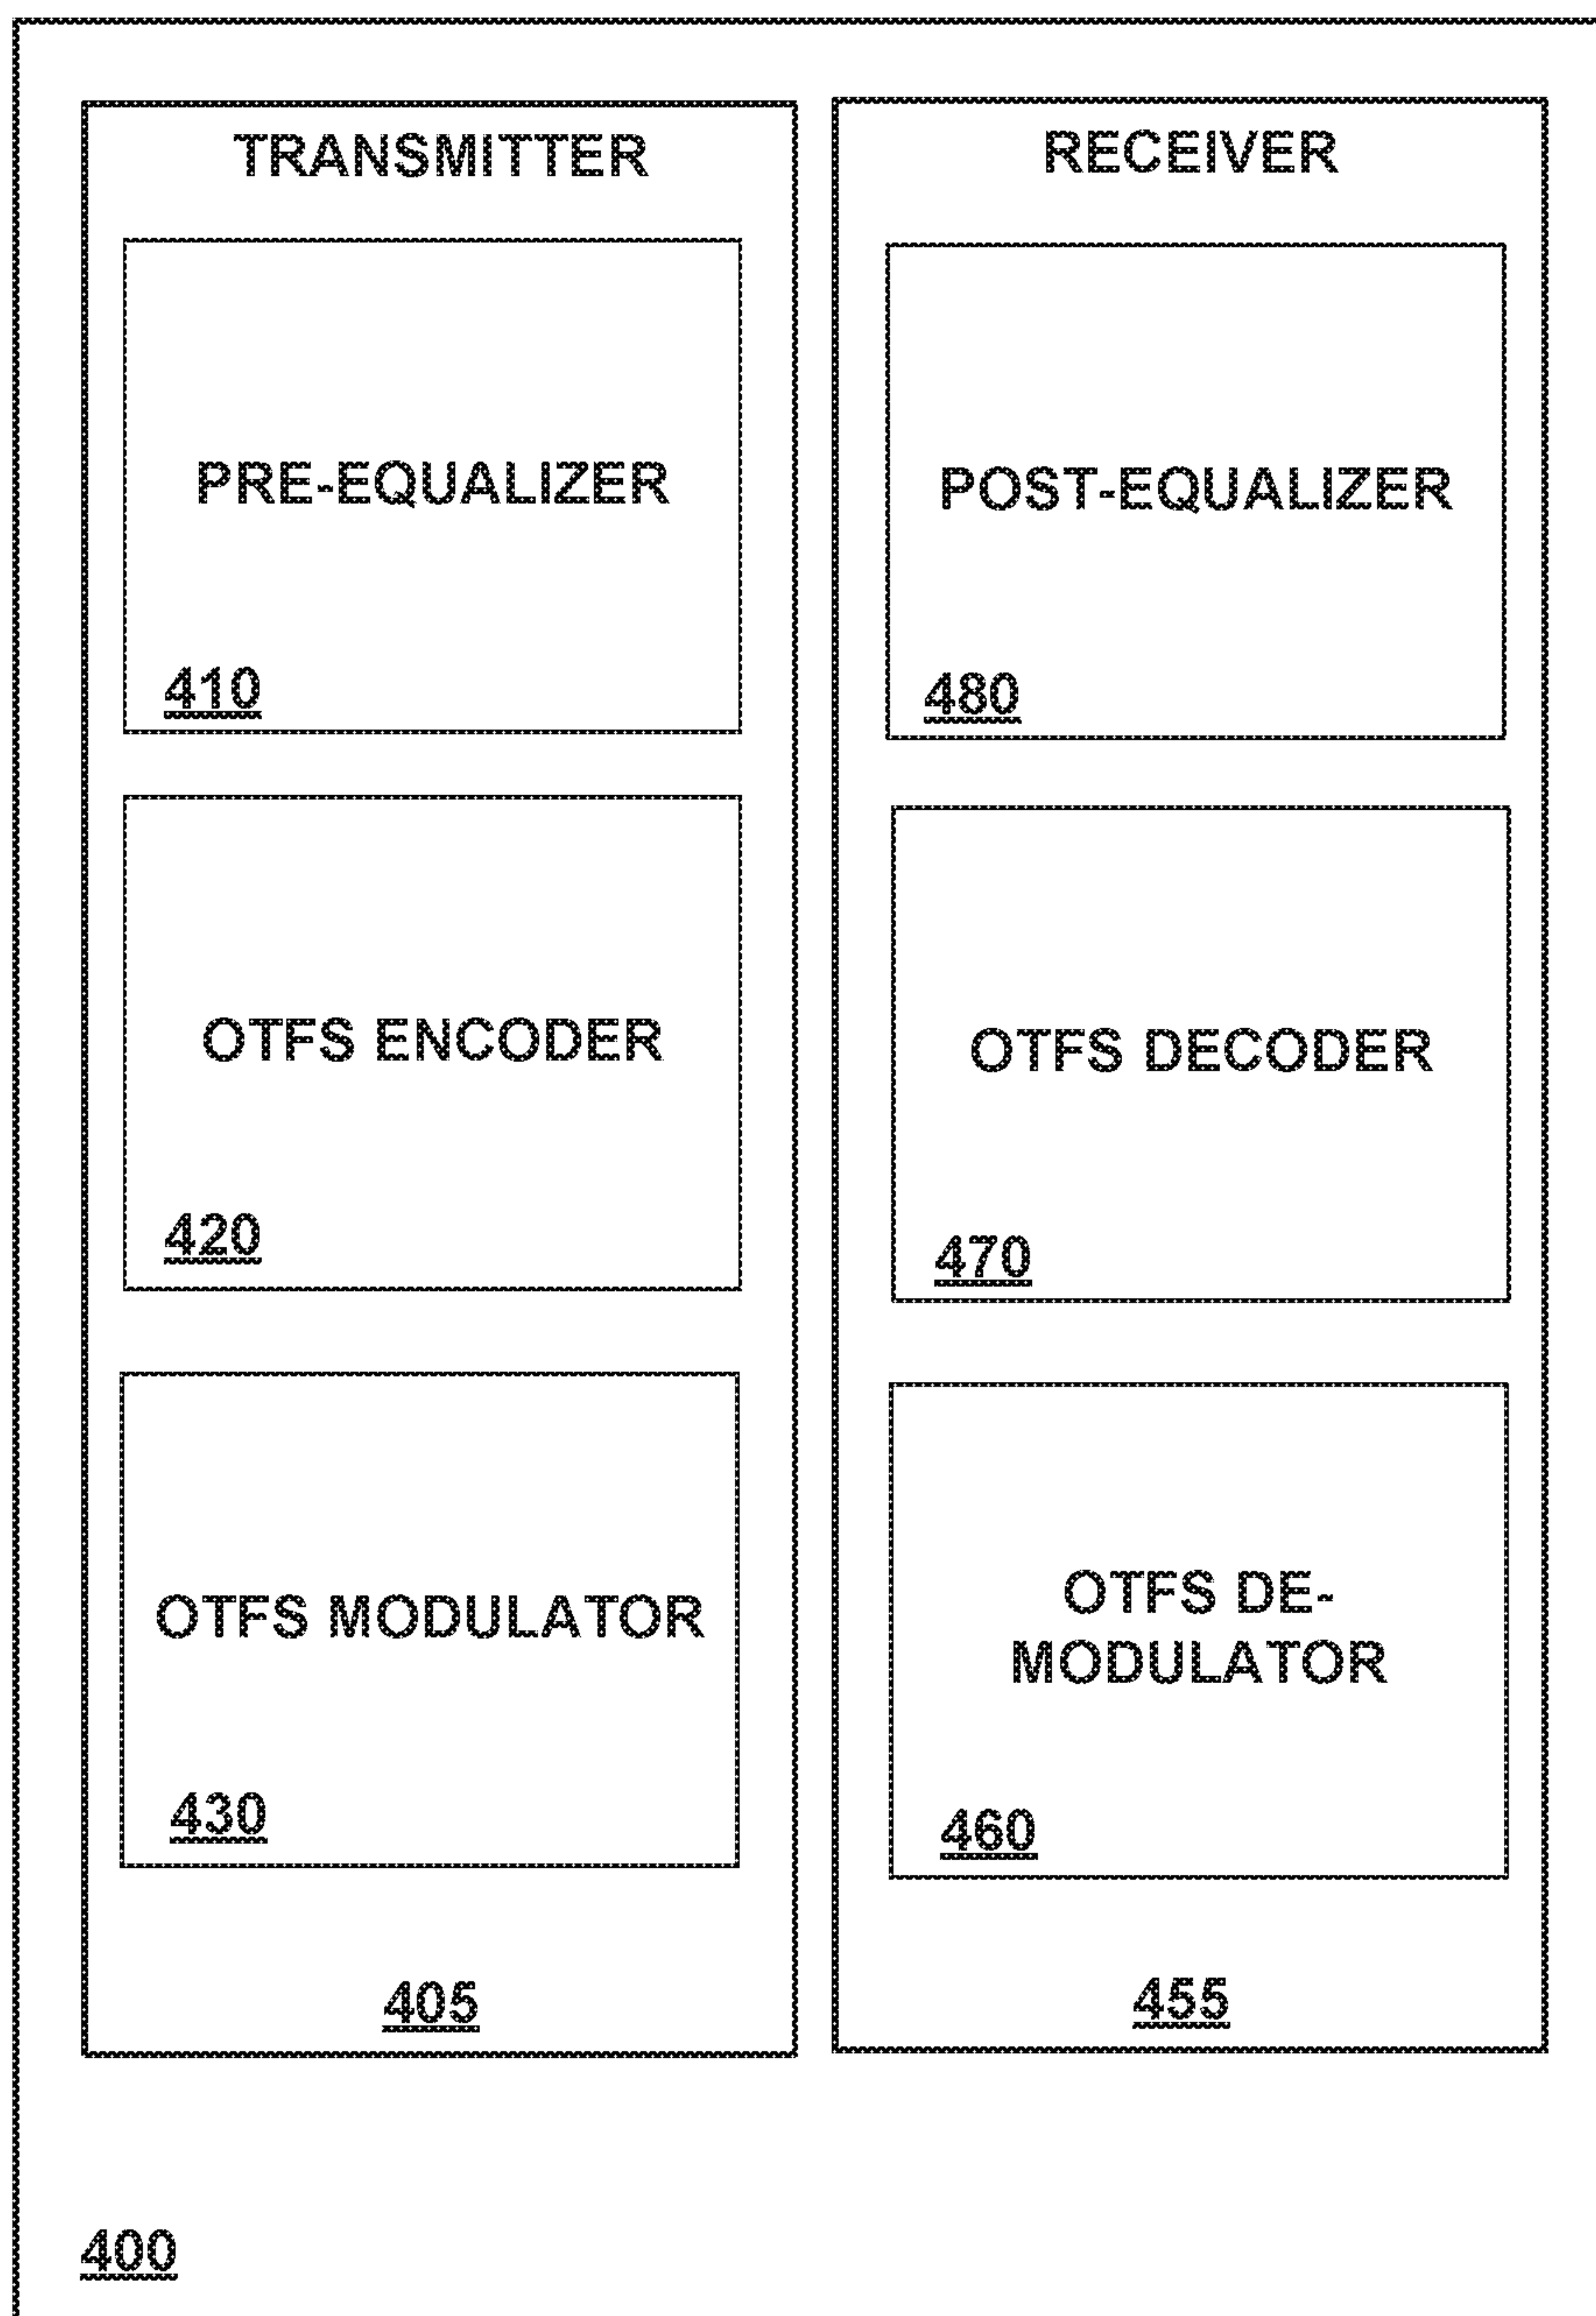 TRANSMITTER
PRE-EQUALIZER
410
OTFS ENCODER
420
OTFS MODULATOR
430
405
RECEIVER
POST-EQUALIZER
480
OTFS DECODER
470
OTFS DE-
MODULATOR
460
455
400